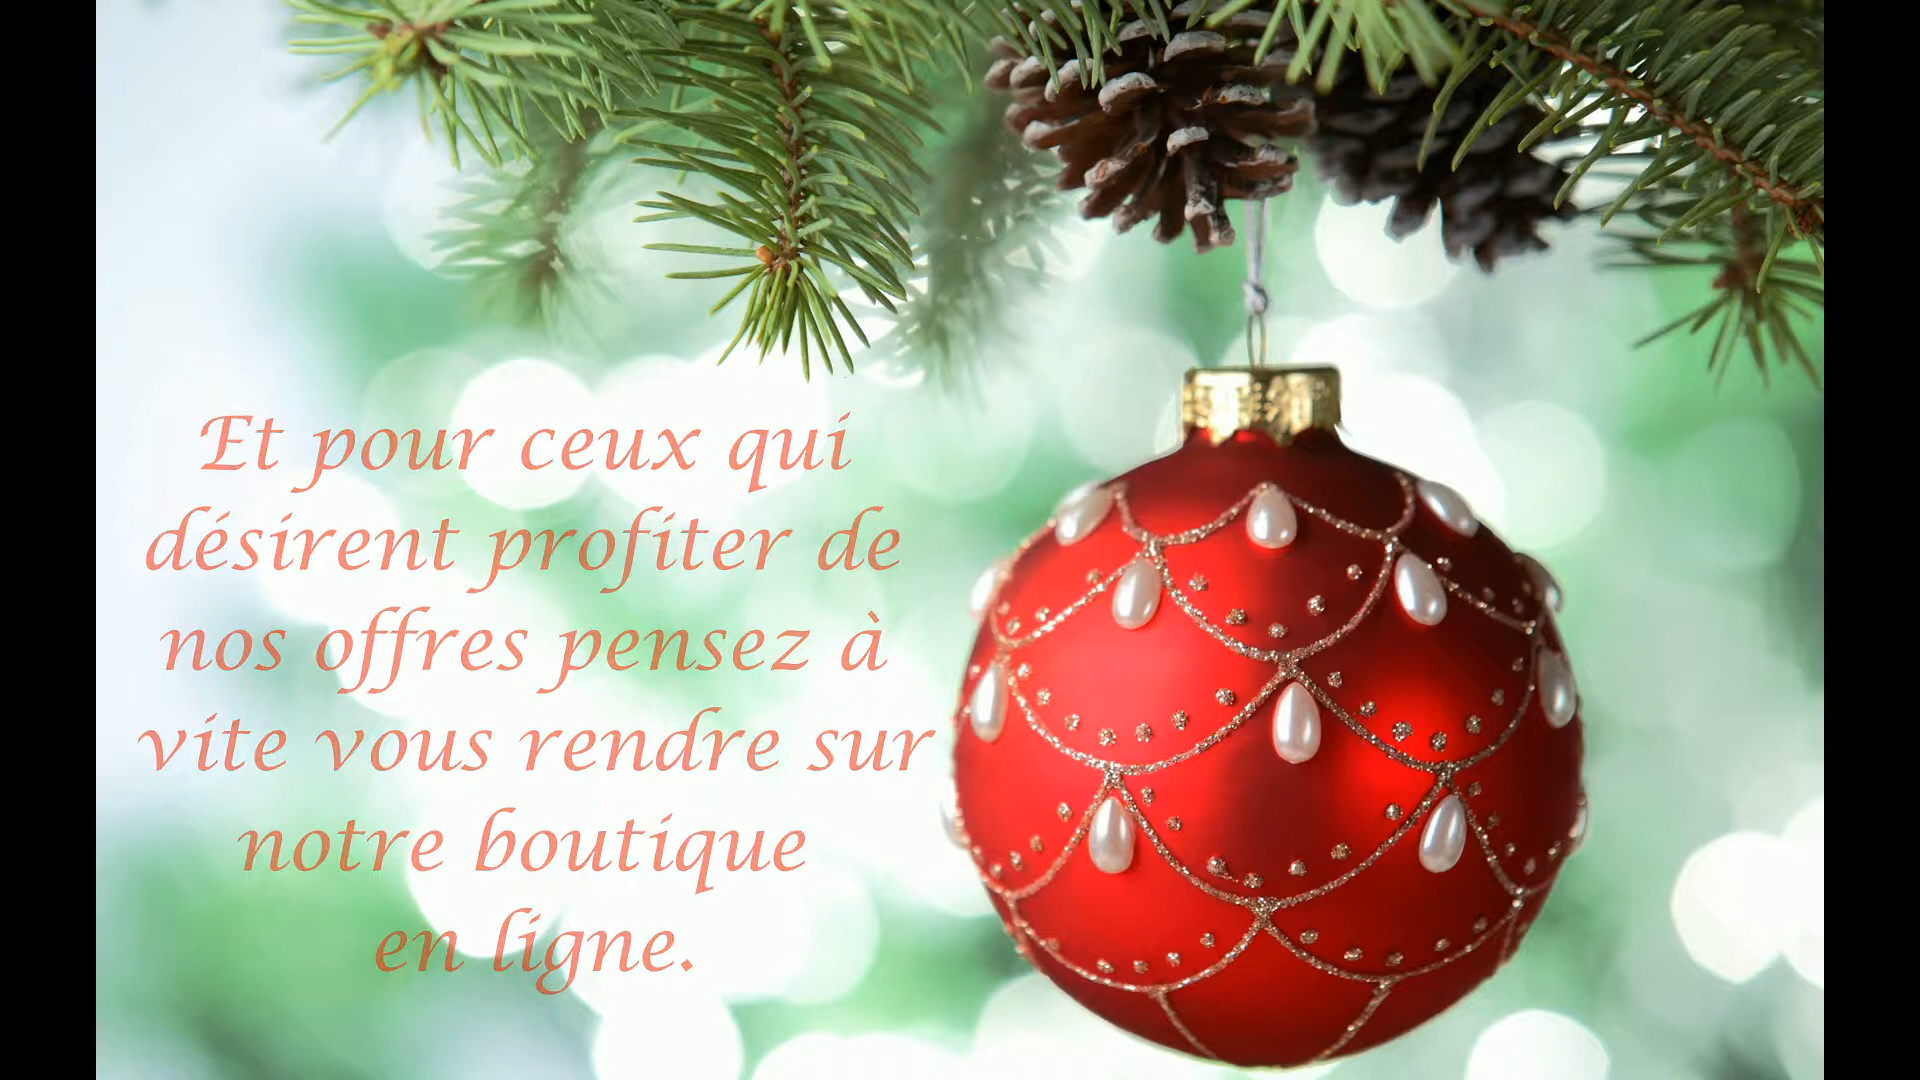 Et pour ceux qui
désirent profiter de
nos offres pensez à
vite vous rendre sur
notre boutique
en ligne.